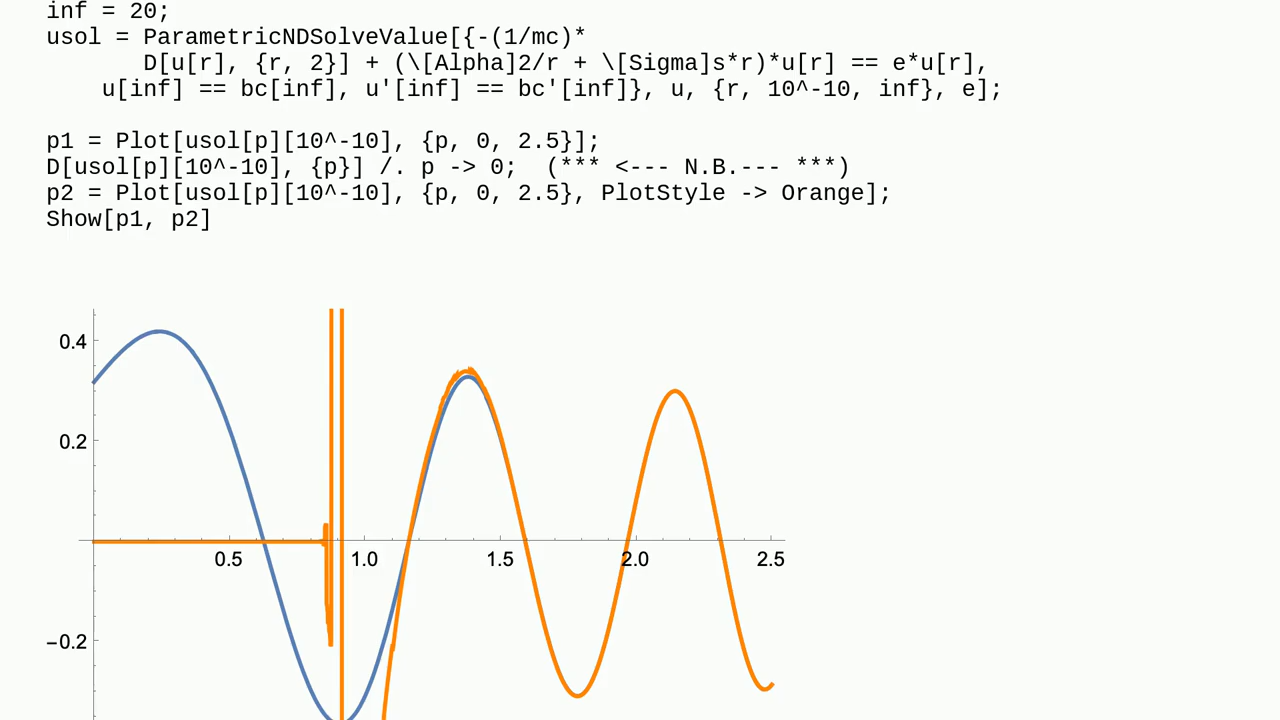 inf = 20;
usol = ParametricNDSolveValue[{-(1/mc)*
D[u[r], {r, 2}] + (\[Alpha]2/r + \[Sigma]s*r)*u[r] == e*u[r],
u[inf] == bc[inf], u'[inf] == bc'[inf]}, u, {r, 10^-10, inf}, e];
p1 = Plot[usol[p][10^-10], {p, 0, 2.5}];
D[usol[p][10^-10], {p}] /. p -> 0;  (*** <--- N.B.--- ***)
p2 = Plot[usol[p][10^-10], {p, 0, 2.5}, PlotStyle -> Orange];
Show[p1, p2]
0.4
0.2
0.5 1.0 1.5 2.0 2.5
−0.2